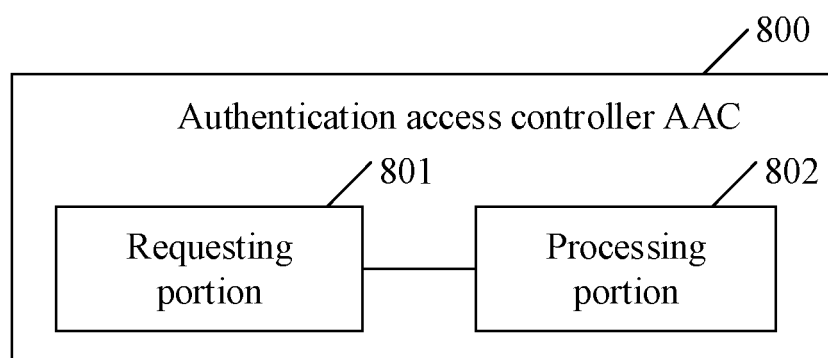 800
Authentication access controller AAC
801
802
Requesting
portion
Processing
portion